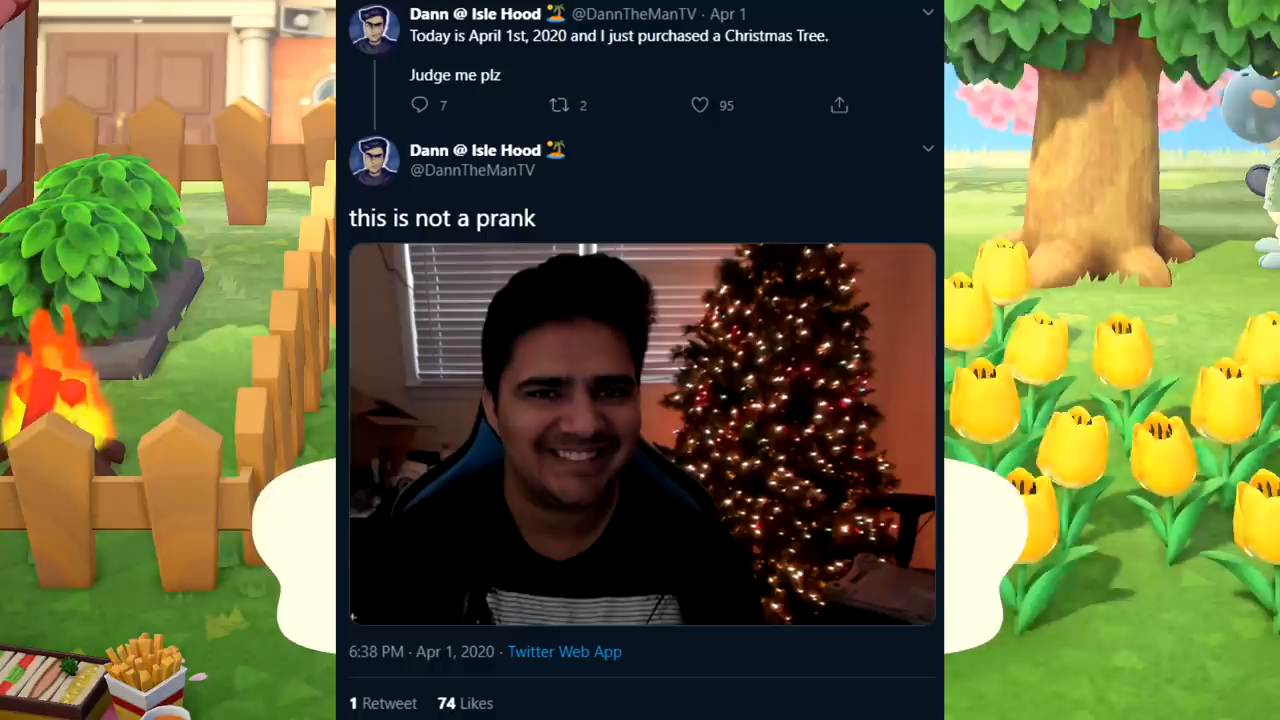 Dann @ Isle Hood 🏝️ @DannTheManTV · Apr 1
Today is April 1st, 2020 and I just purchased a Christmas Tree.
Judge me plz
7 2 95
Dann @ Isle Hood 🏝️
@DannTheManTV
this is not a prank
6:38 PM · Apr 1, 2020 · Twitter Web App
1 Retweet 74 Likes